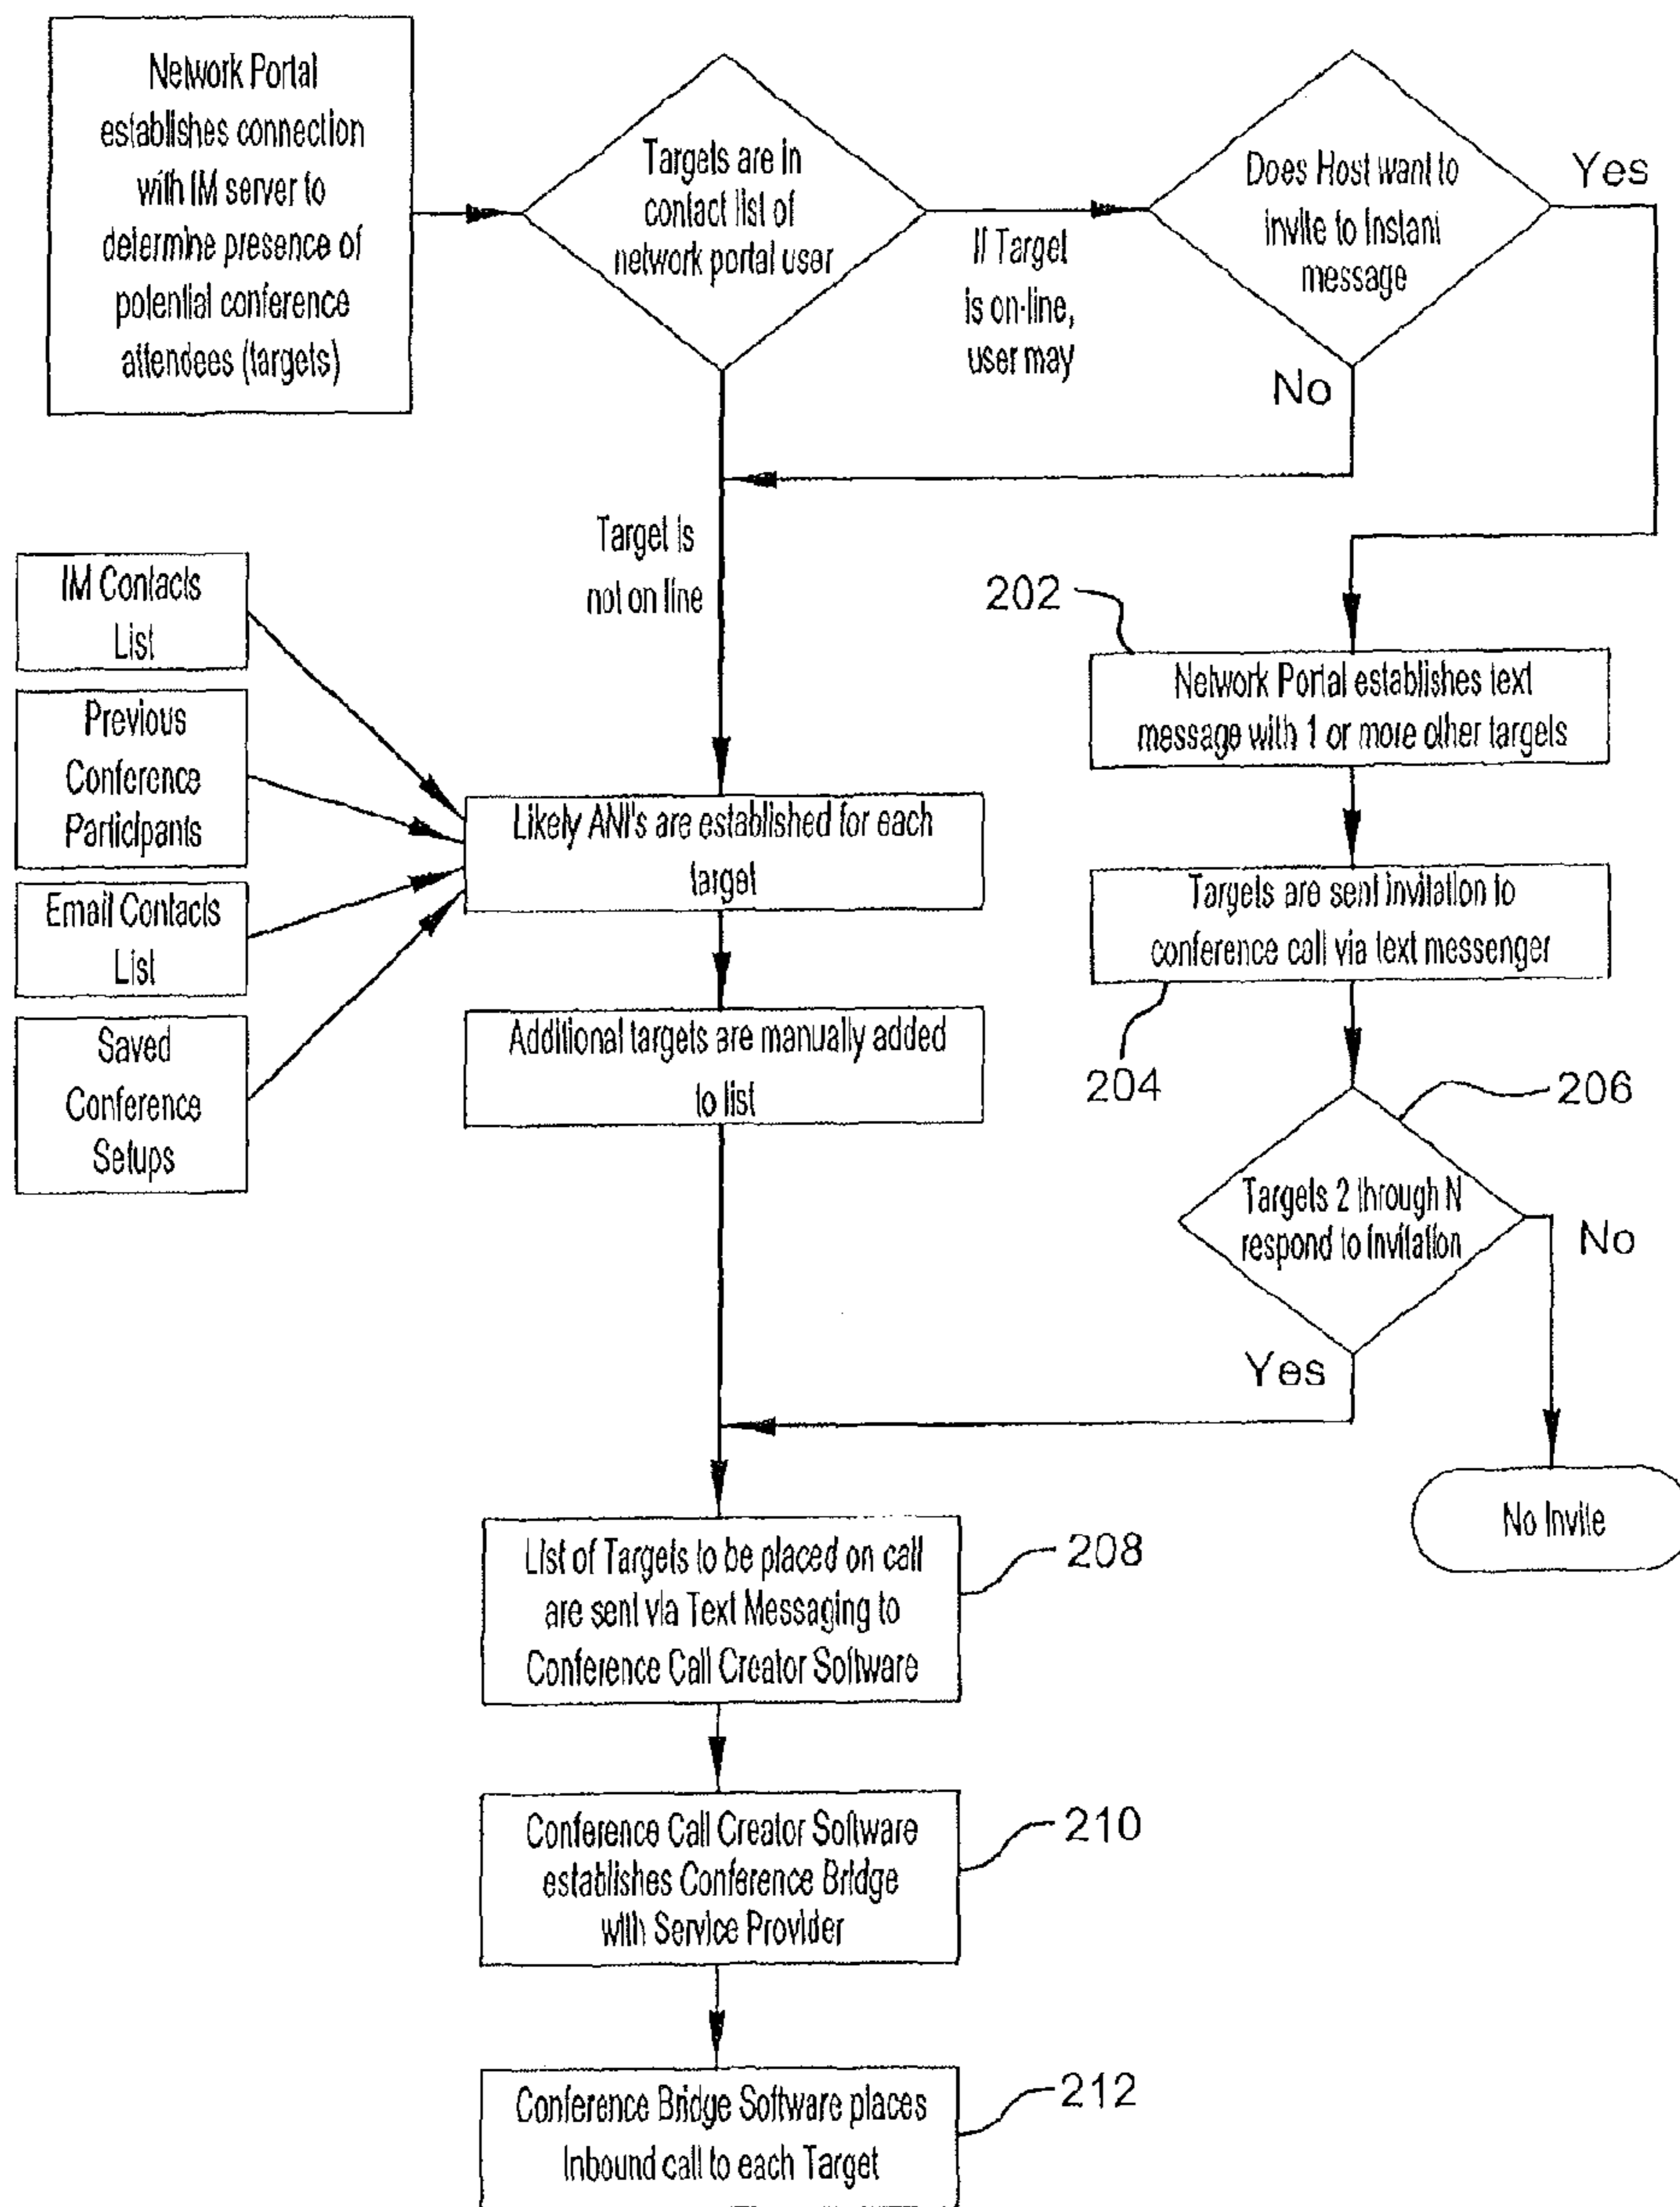 Network Portal
establishes connection
with IM server to
determine presence of
potential conference
attendees (targets)
Targets are in
contact list of
network portal user
If Target
is on-line,
user may
Does Host want to
invite to Instant
message
Yes
No
Target is
not on line
IM Contacts
List
Previous
Conference
Participants
Email Contacts
List
Saved
Conference
Setups
Likely ANI's are established for each
target
Additional targets are manually added
to list
202
Network Portal establishes text
message with 1 or more other targets
Targets are sent invitation to
conference call via text messenger
204
206
Targets 2 through N
respond to invitation
No
Yes
No Invite
List of Targets to be placed on call
are sent via Text Messaging to
Conference Call Creator Software
208
Conference Call Creator Software
establishes Conference Bridge
with Service Provider
210
Conference Bridge Software places
Inbound call to each Target
212